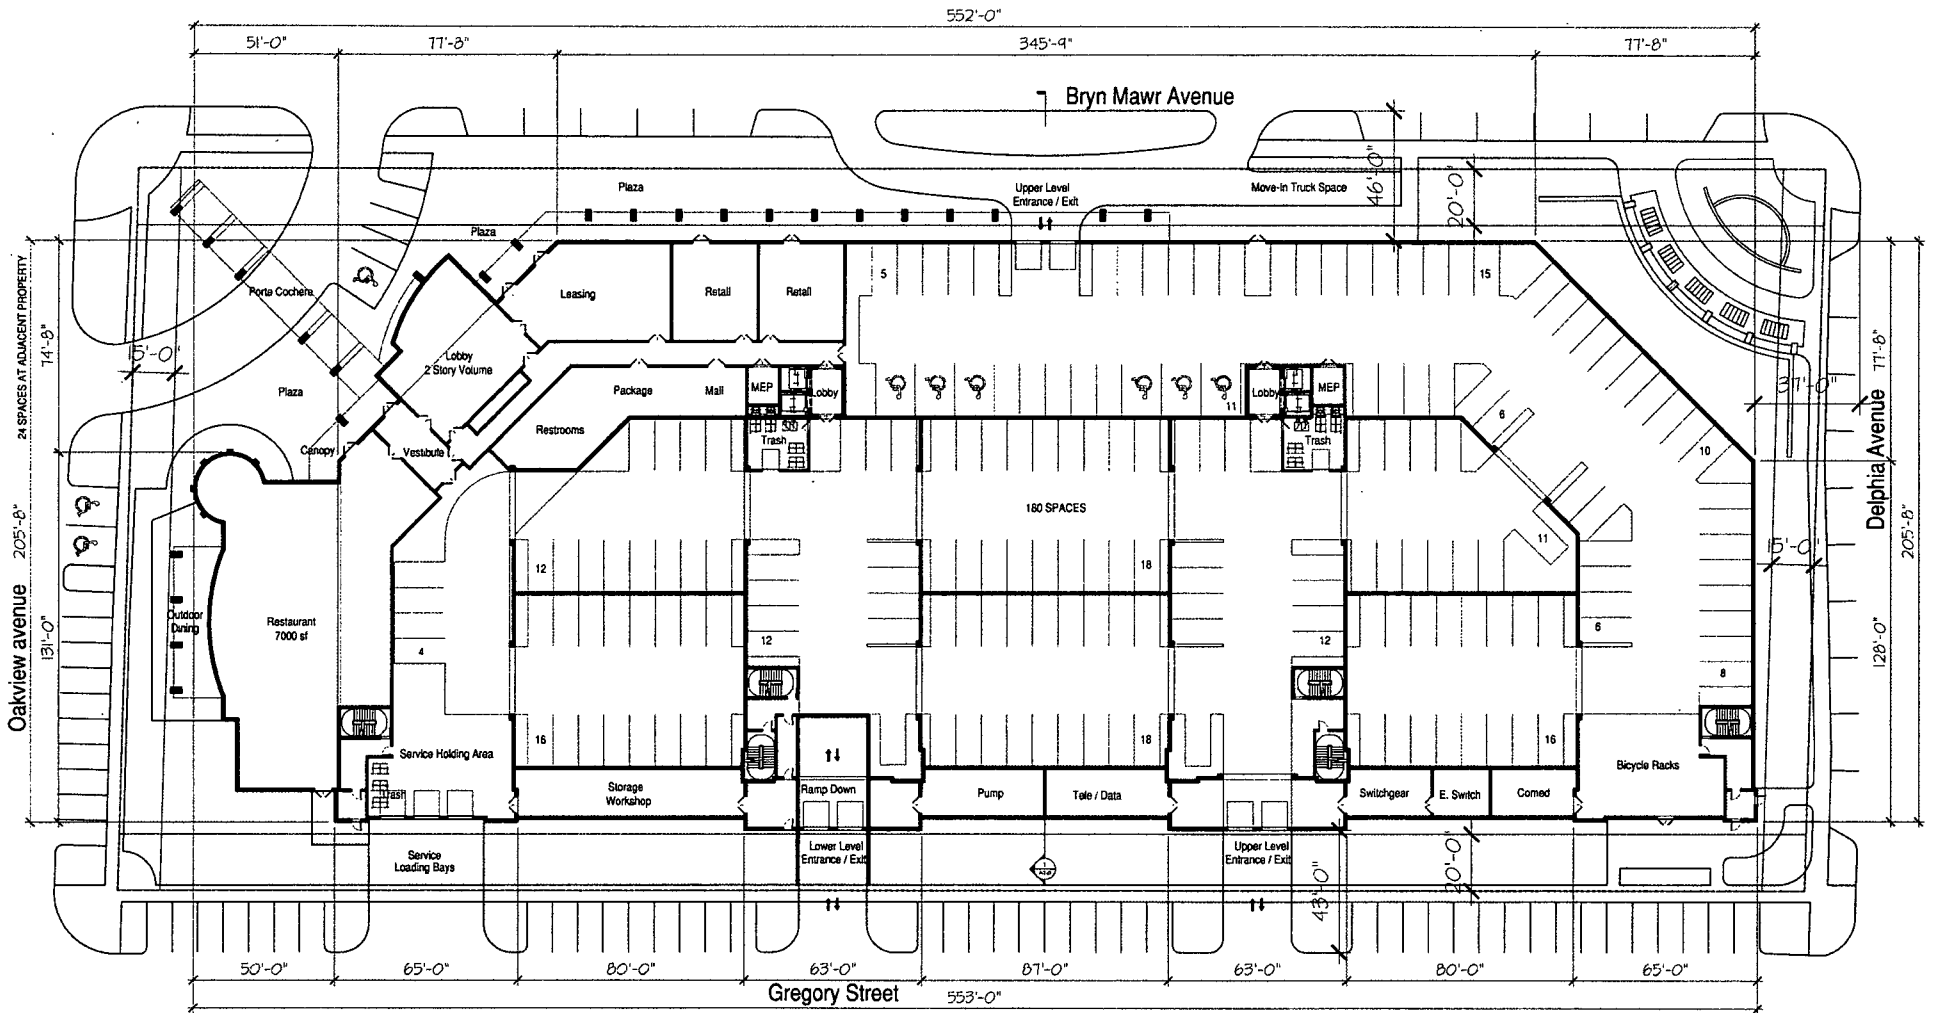 552'-0"
51'-0"
77'-8"
345'-9"
77'-8"
Bryn Mawr Avenue
46'-0"
20'-0"
Plaza
Upper Level
Entrance / Exit
Move-In Truck Space
Plaza
24 SPACES AT ADJACENT PROPERTY
Porte Cochere
Leasing
Retail
Retail
5
15
74'-8"
15'-0"
Lobby
2 Story Volume
77'-8"
37'-0"
Plaza
Package
Mail
MEP
Lobby
11
Lobby
MEP
6
Restrooms
Trash
Trash
10
Canopy
Vestibule
180 SPACES
Delphia Avenue
205'-8"
205'-8"
12
18
11
15'-0"
Oakview avenue
131'-0"
Outdoor
Dining
Restaurant
7000 sf
4
12
12
6
128'-0"
8
16
18
16
Service Holding Area
Bicycle Racks
Trash
Storage
Workshop
Ramp Down
Pump
Tele / Data
Switchgear
E. Switch
Comed
Service
Loading Bays
Lower Level
Entrance / Exit
1
Upper Level
Entrance / Exit
20'-0"
43'-0"
50'-0"
65'-0"
80'-0"
63'-0"
87'-0"
63'-0"
80'-0"
65'-0"
Gregory Street
553'-0"